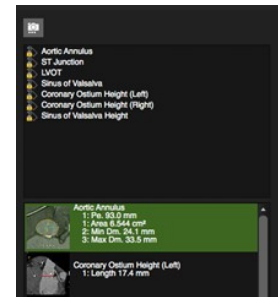 Aortic Annulus
ST Junction
LVOT
Sinus of Valsalva
Coronary Ostium Height (Left)
Coronary Ostium Height (Right)
Sinus of Valsalva Height
Aortic Annulus
1: Pe. 93.0 mm
1: Area 6.544 cm²
2: Min Dm. 24.1 mm
3: Max Dm. 33.5 mm
Coronary Ostium Height (Left)
1: Length 17.4 mm